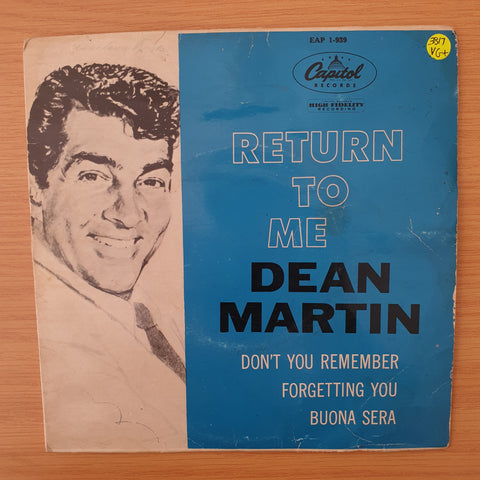 EAP 1-939
3817
VG+
Capitol
RECORDS
HIGH FIDELITY
RECORDING
RETURN
TO
ME
DEAN
MARTIN
DON'T YOU REMEMBER
FORGETTING YOU
BUONA SERA